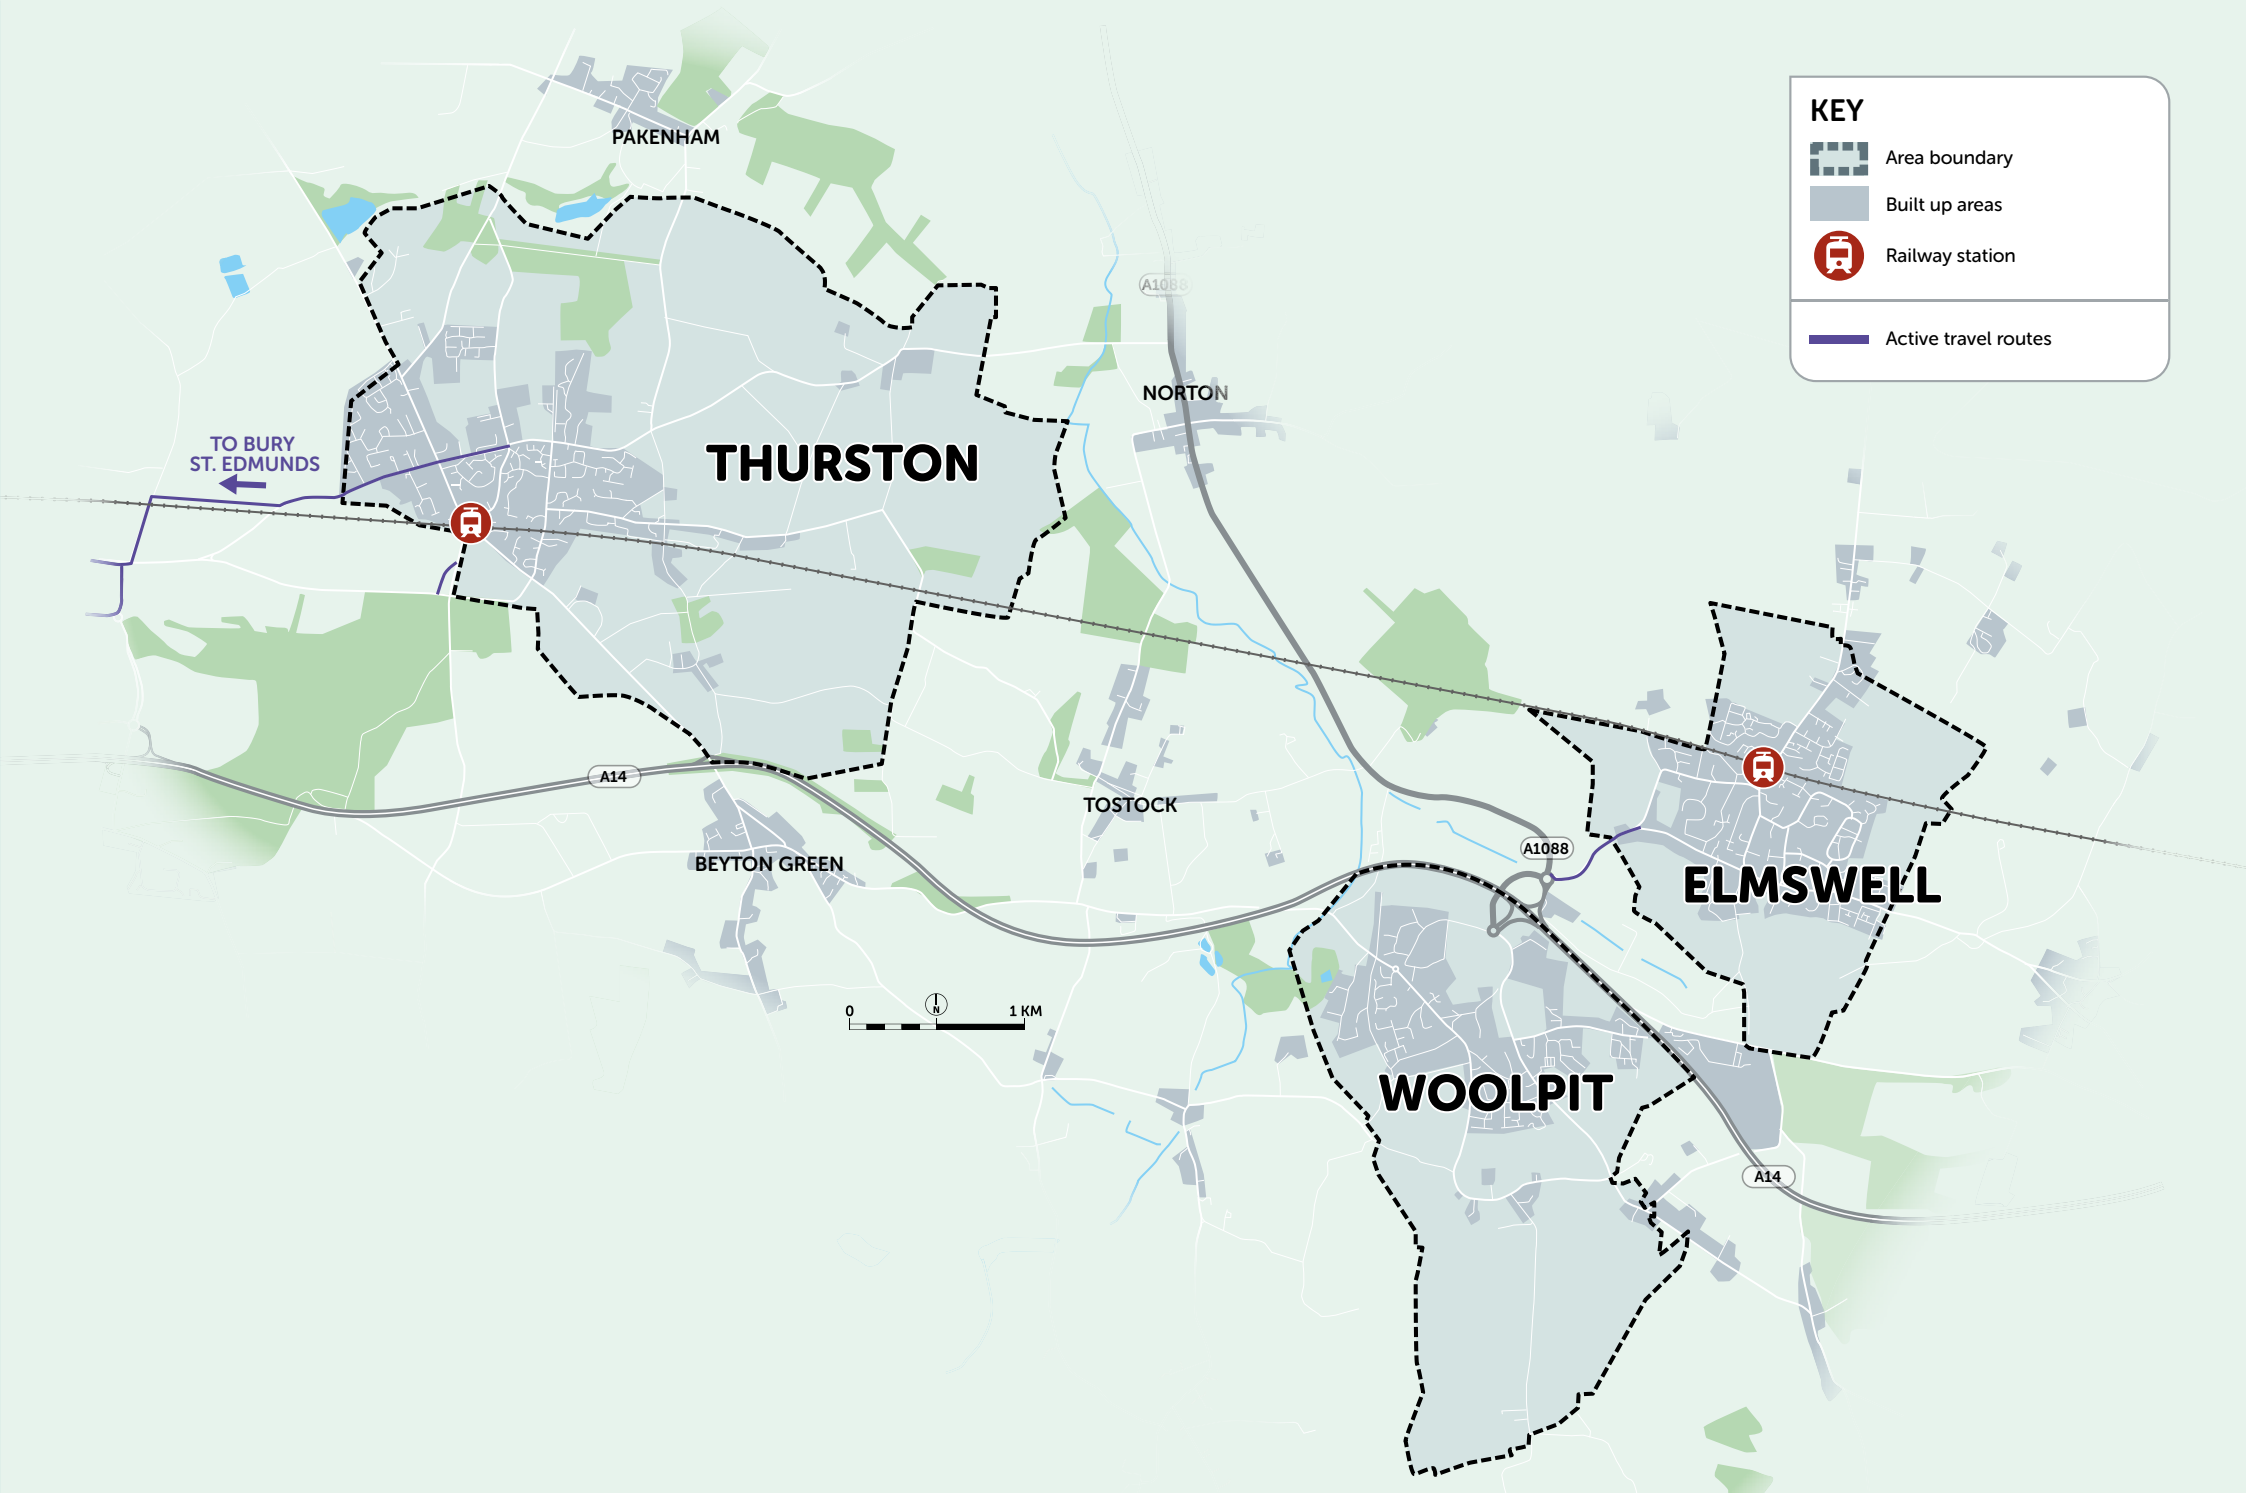 KEY
Area boundary
Built up areas
Railway station
Active travel routes
PAKENHAM
A1088
NORTON
TO BURY
ST. EDMUNDS
THURSTON
A14
TOSTOCK
BEYTON GREEN
A1088
ELMSWELL
0
N
1 KM
WOOLPIT
A14